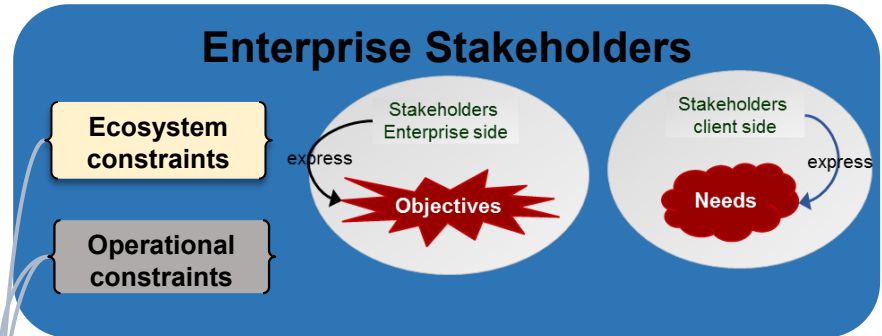 Enterprise Stakeholders
Ecosystem
constraints
Operational
constraints
Stakeholders
Enterprise side
express
Objectives
Stakeholders
client side
express
Needs